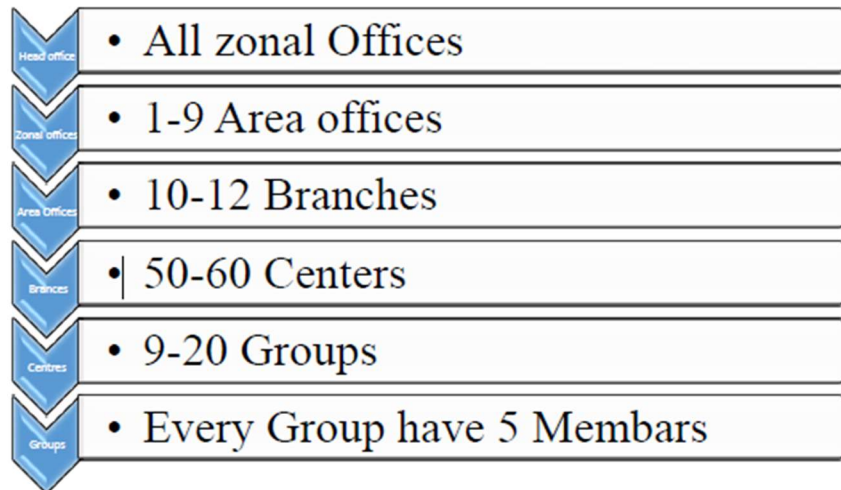 Head office
• All zonal Offices
Zonal offices
• 1-9 Area offices
Area Offices
• 10-12 Branches
Brances
• 50-60 Centers
Centres
• 9-20 Groups
Groups
• Every Group have 5 Membars